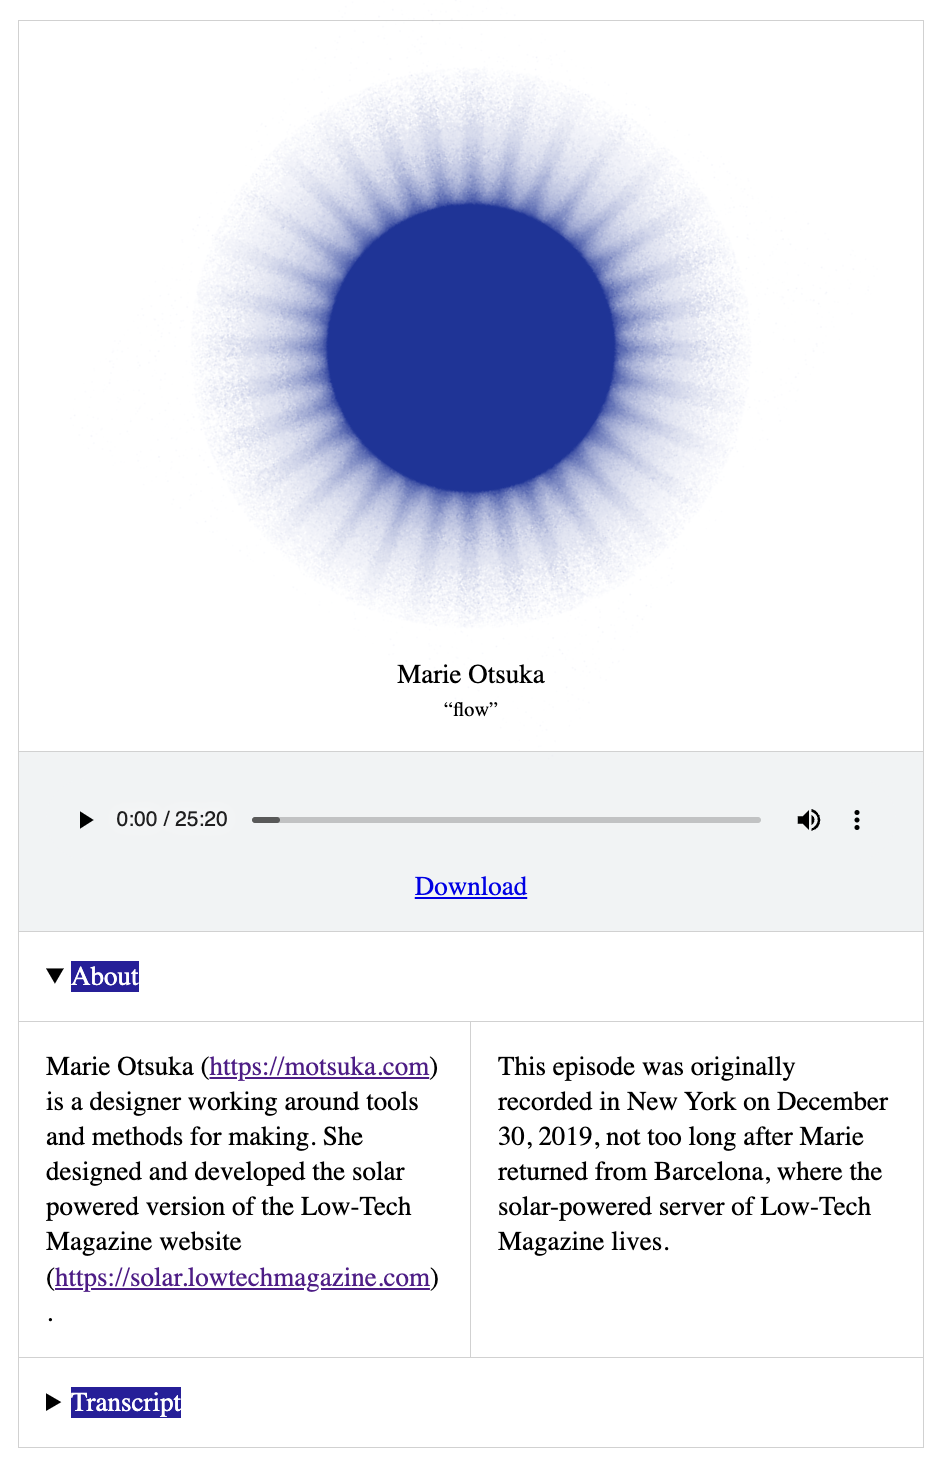 Marie Otsuka
“flow”
0:00 / 25:20
Download
About
Marie Otsuka (https://motsuka.com)
is a designer working around tools
and methods for making. She
designed and developed the solar
powered version of the Low-Tech
Magazine website
(https://solar.lowtechmagazine.com)
.
This episode was originally
recorded in New York on December
30, 2019, not too long after Marie
returned from Barcelona, where the
solar-powered server of Low-Tech
Magazine lives.
Transcript